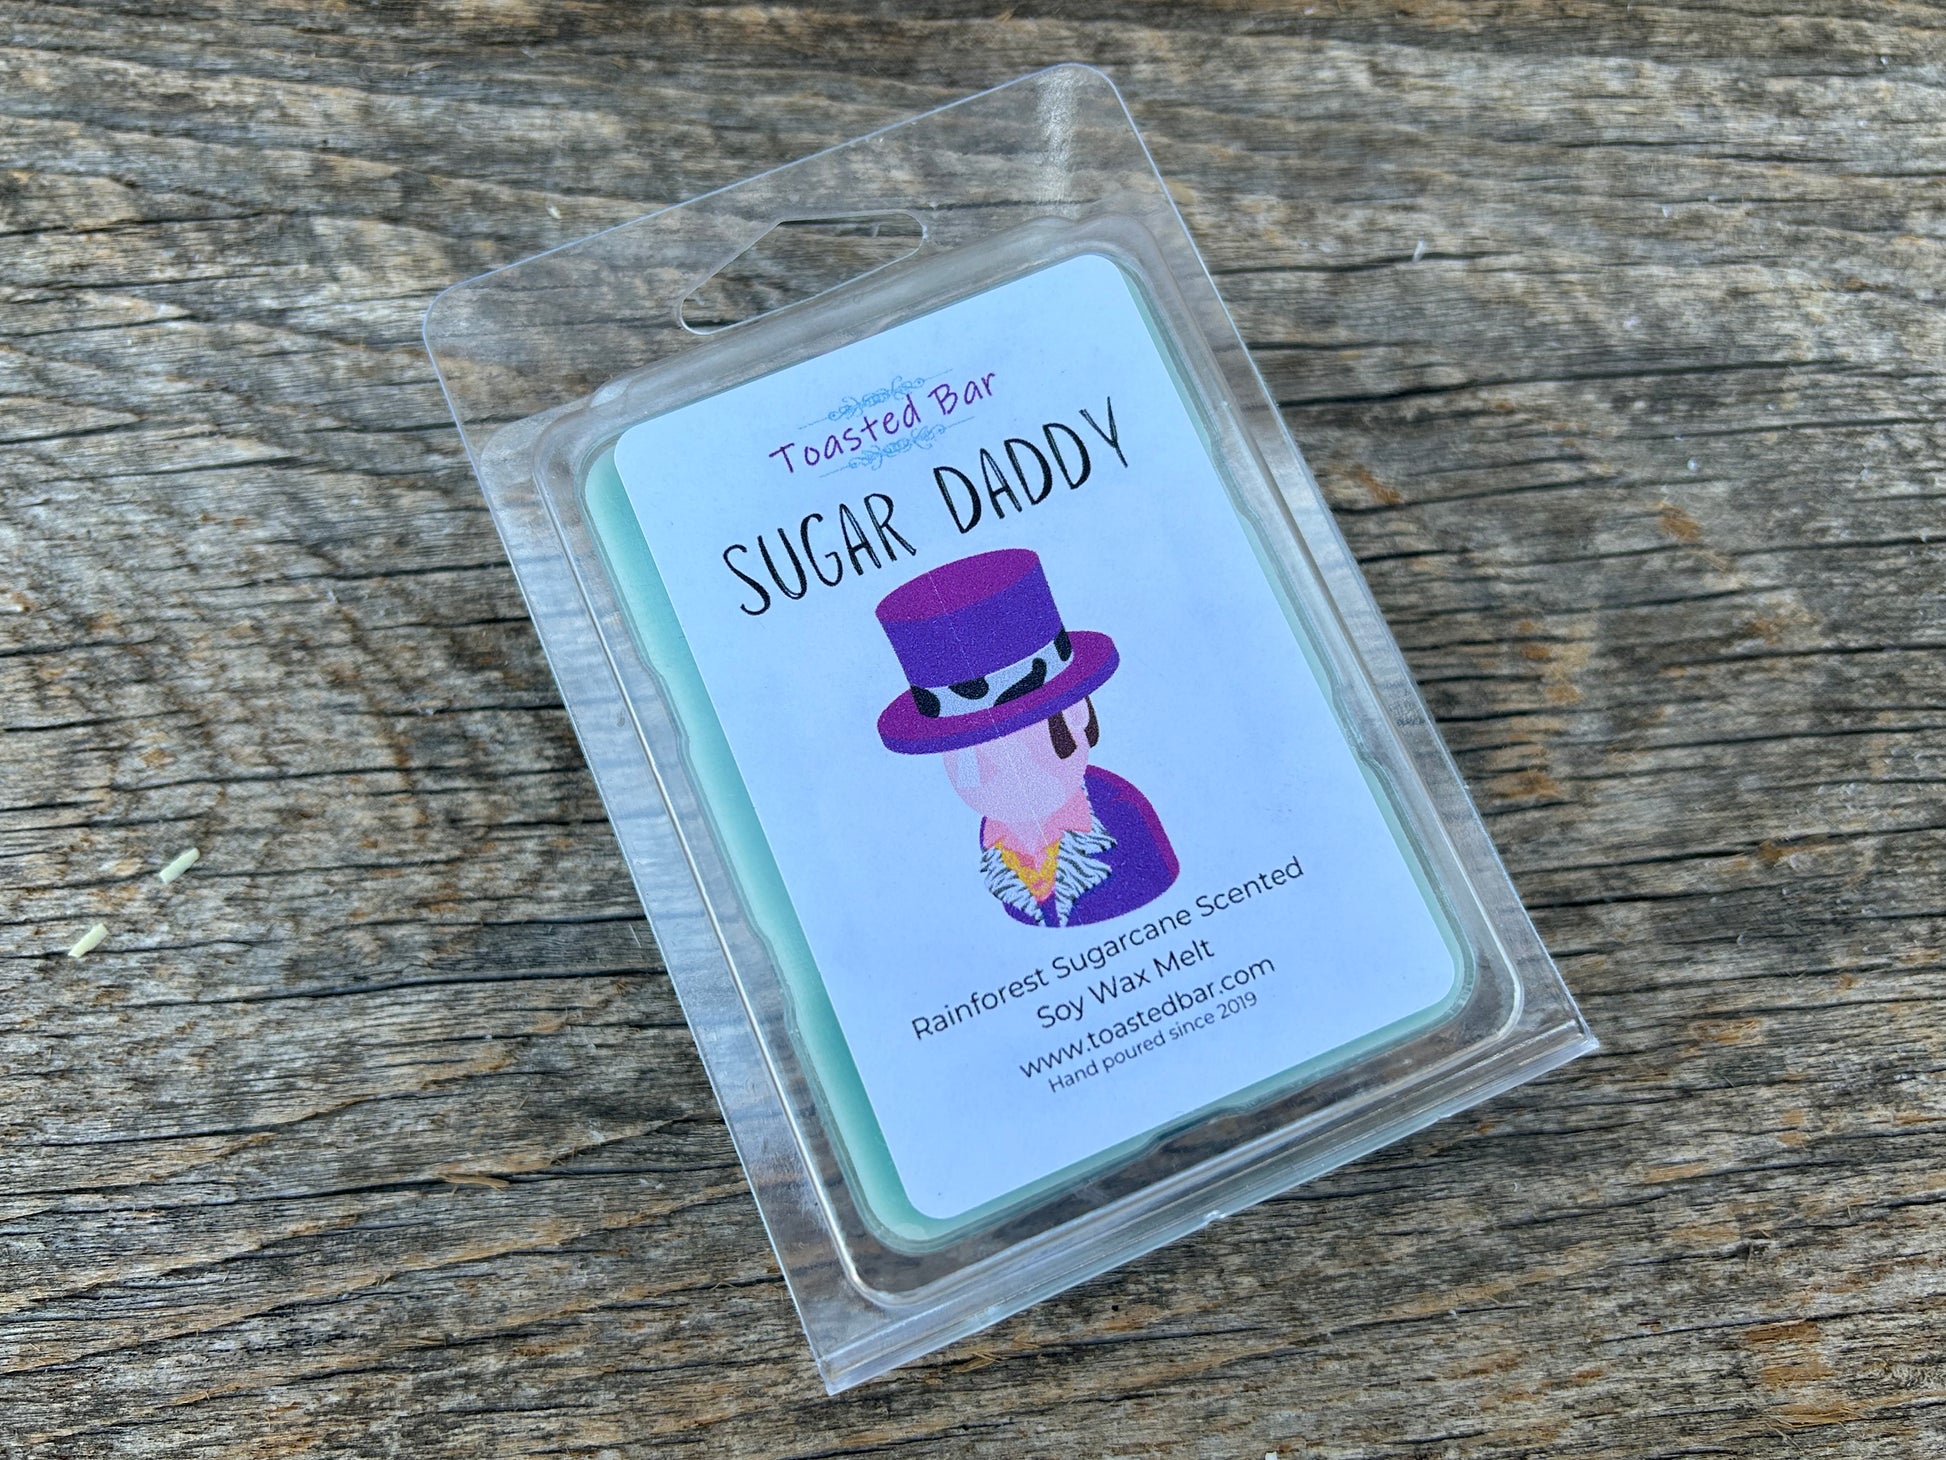 Toasted Bar
SUGAR DADDY
Rainforest Sugarcane Scented
Soy Wax Melt
www.toastedbar.com
Hand poured since 2019